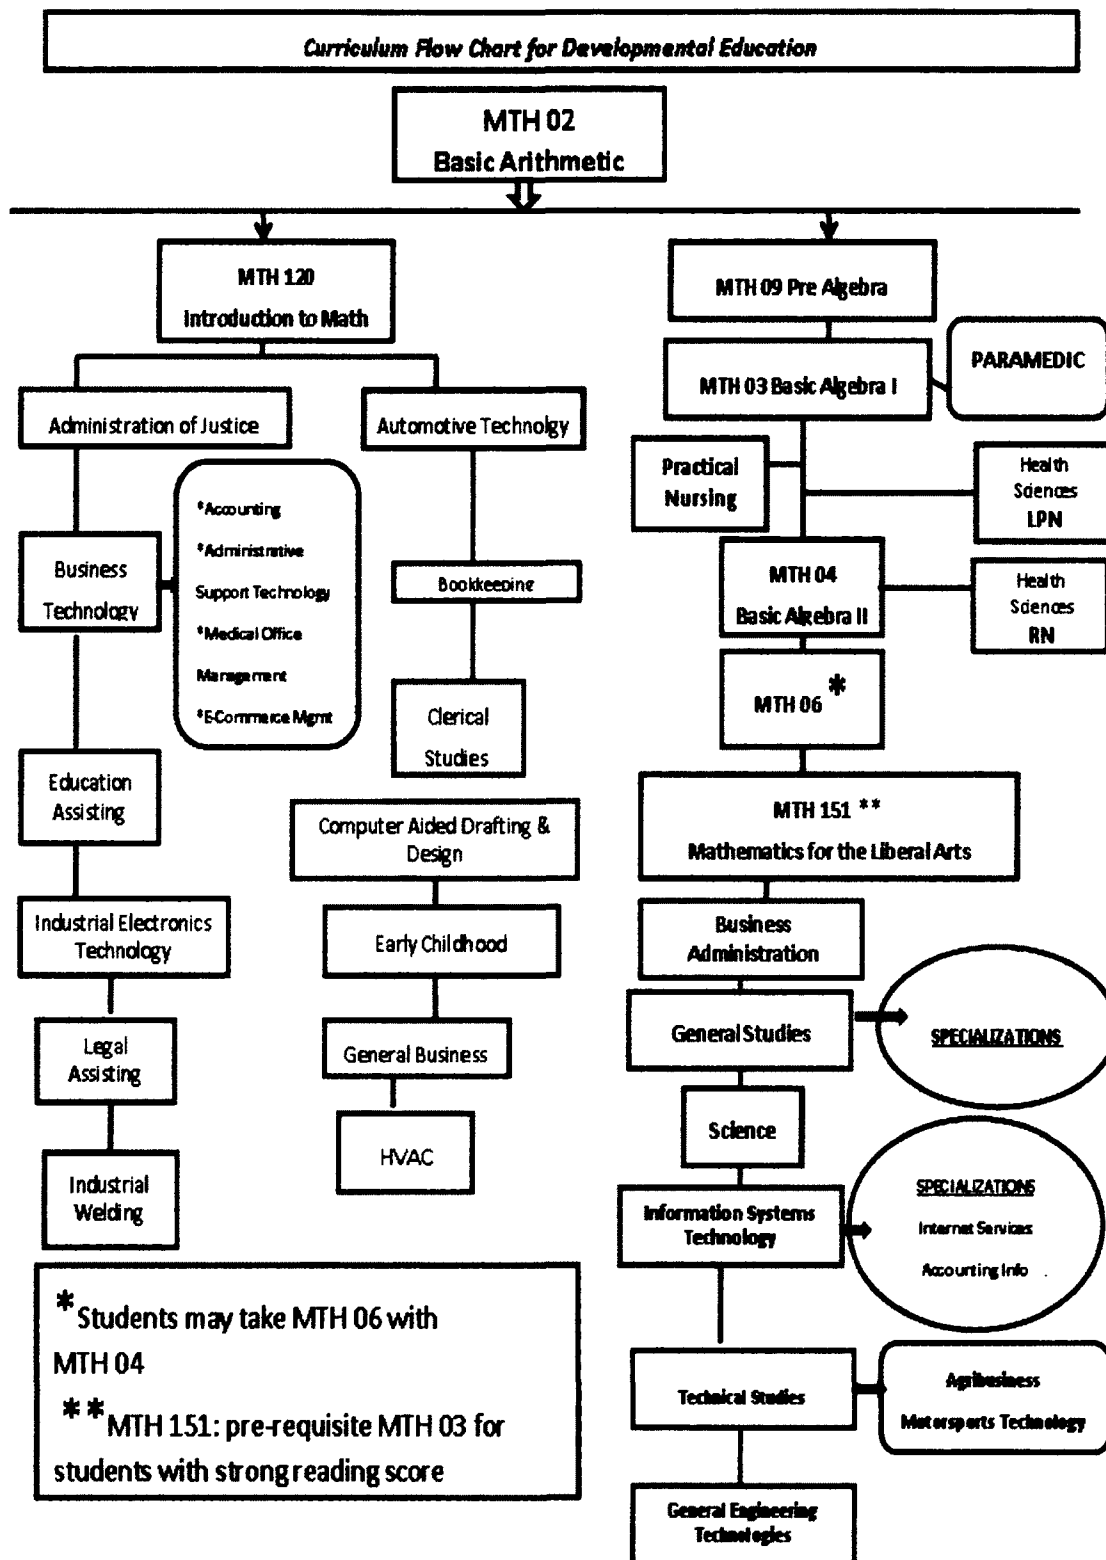 Curriculum Flow Chart for Developmental Education
MTH 02
Basic Arithmetic
MTH 120
Introduction to Math
Administration of Justice
Automotive Technolgy
Business
Technology
*Accounting
*Administrative
Support Technology
*Medical Office
Management
*E-Commerce Mgmt
Bookkeeping
Clerical
Studies
Education
Assisting
Computer Aided Drafting &
Design
Industrial Electronics
Technology
Early Childhood
Legal
Assisting
General Business
HVAC
Industrial
Welding
MTH 09 Pre Algebra
MTH 03 Basic Algebra I
PARAMEDIC
Practical
Nursing
Health
Sciences
LPN
MTH 04
Basic Algebra II
Health
Sciences
RN
MTH 06 *
MTH 151 **
Mathematics for the Liberal Arts
Business
Administration
General Studies
SPECIALIZATIONS
Science
Information Systems
Technology
SPECIALIZATIONS
Internet Services
Accounting Info
Technical Studies
Agribusiness
Motorsports Technology
General Engineering
Technologies
*Students may take MTH 06 with
MTH 04
**MTH 151: pre-requisite MTH 03 for
students with strong reading score